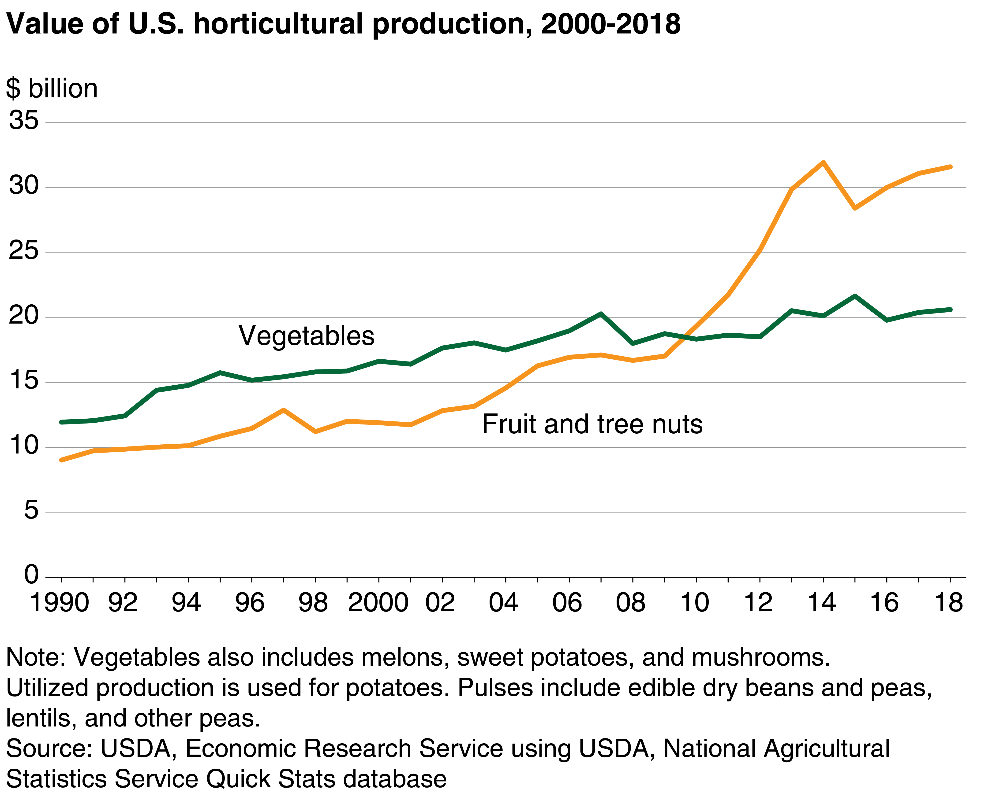 Value of U.S. horticultural production, 2000-2018
$ billion
35
30
25
20
15
10
5
0
Vegetables
Fruit and tree nuts
1990 92 94 96 98 2000 02 04 06 08 10 12 14 16 18
Note: Vegetables also includes melons, sweet potatoes, and mushrooms.
Utilized production is used for potatoes. Pulses include edible dry beans and peas,
lentils, and other peas.
Source: USDA, Economic Research Service using USDA, National Agricultural
Statistics Service Quick Stats database